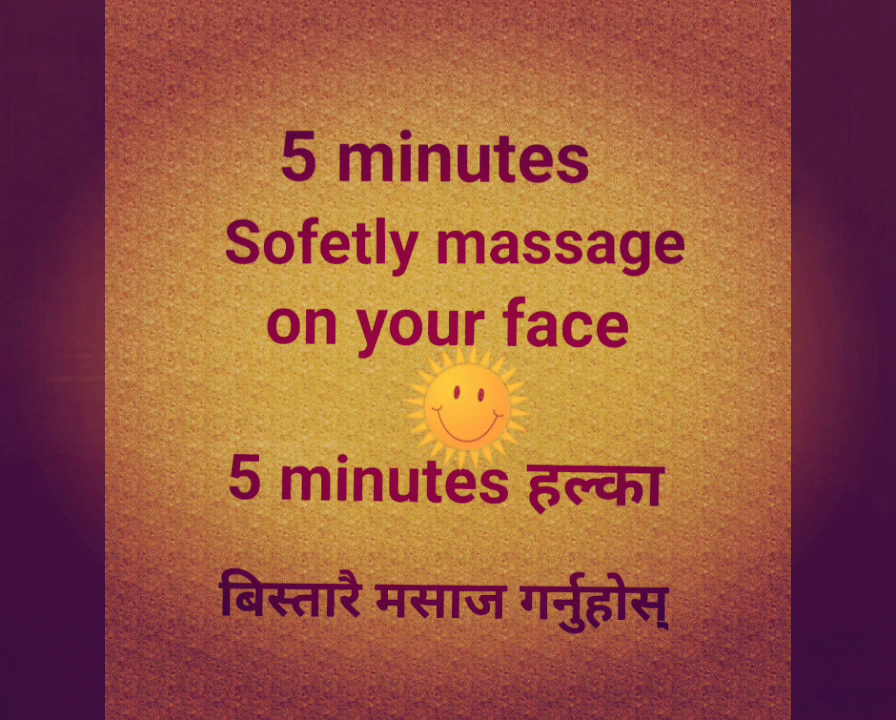 5 minutes
Sofetly massage
on your face
5 minutes हल्का
बिस्तारै मसाज गर्नुहोस्